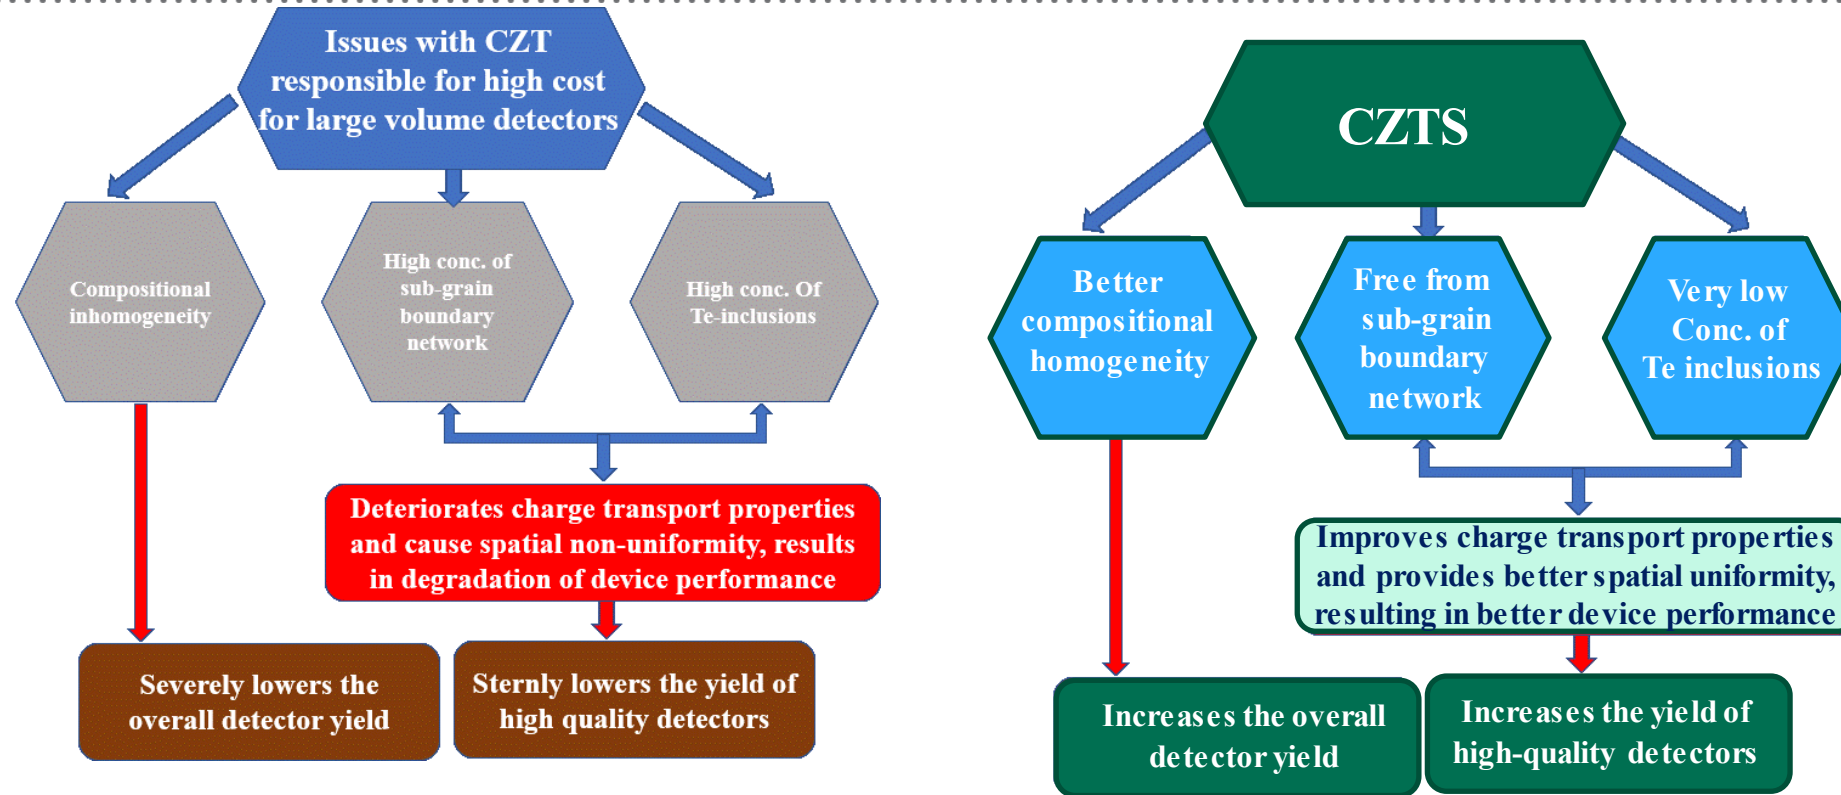 Issues with CZT
responsible for high cost
for large volume detectors
Compositional
inhomogeneity
High conc. of
sub-grain
boundary
network
High conc. Of
Te-inclusions
Deteriorates charge transport properties
and cause spatial non-uniformity, results
in degradation of device performance
Severely lowers the
overall detector yield
Sternly lowers the yield of
high quality detectors
CZTS
Better
compositional
homogeneity
Free from
sub-grain
boundary
network
Very low
Conc. of
Te inclusions
Improves charge transport properties
and provides better spatial uniformity,
resulting in better device performance
Increases the overall
detector yield
Increases the yield of
high-quality detectors